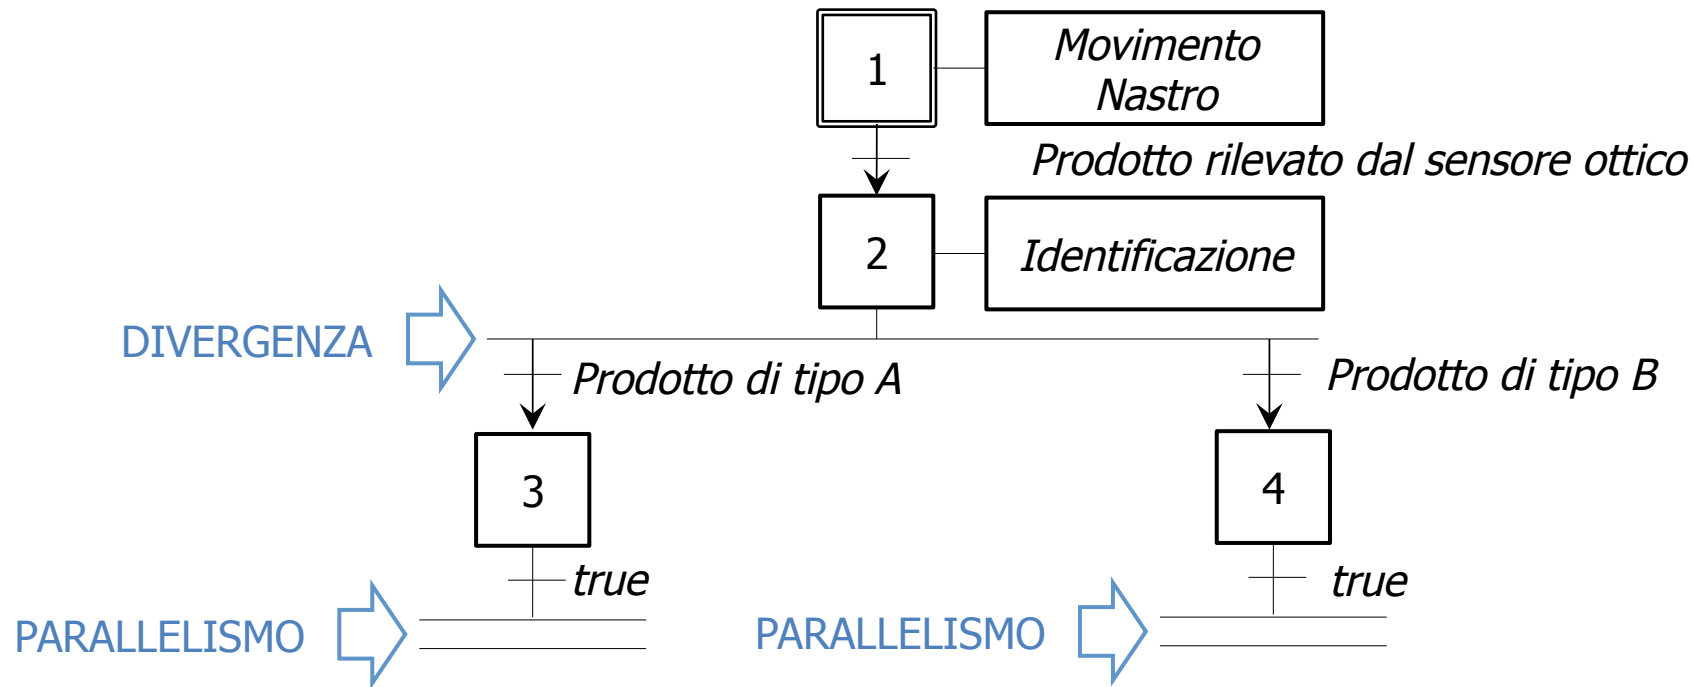 1
Movimento
Nastro
Prodotto rilevato dal sensore ottico
2
Identificazione
DIVERGENZA
Prodotto di tipo A
Prodotto di tipo B
3
4
true
true
PARALLELISMO
PARALLELISMO